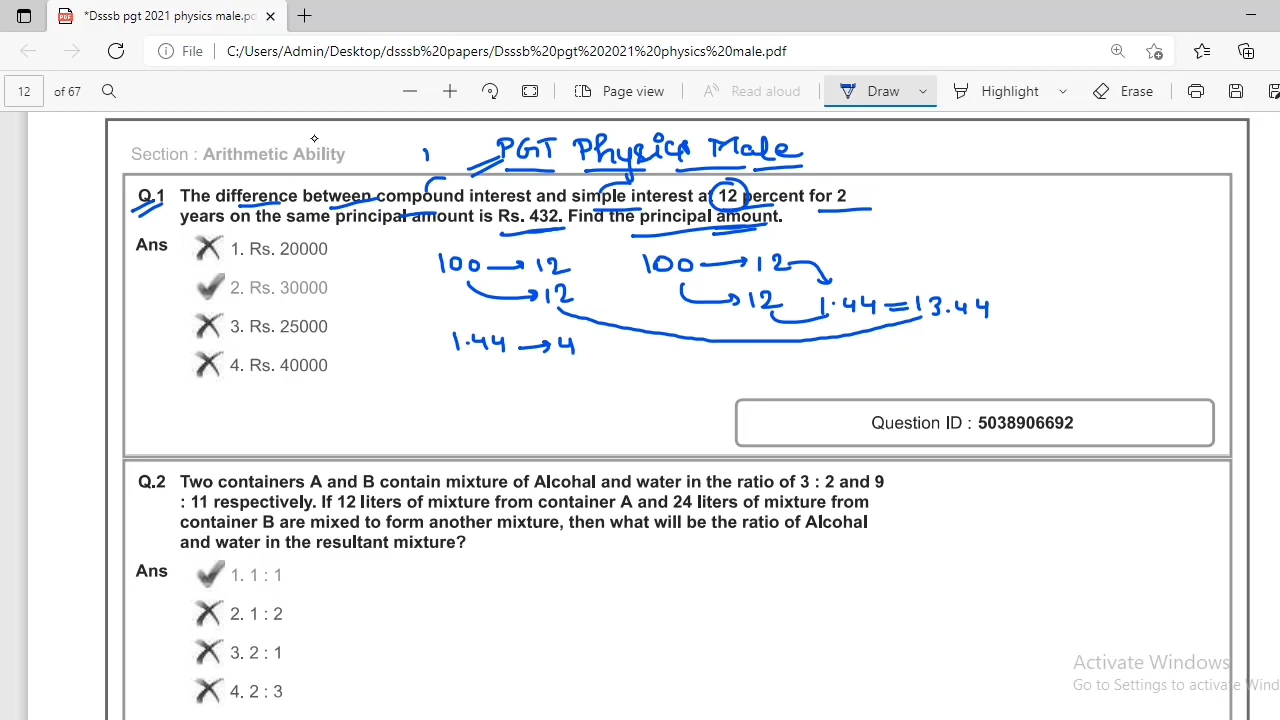 *Dsssb pgt 2021 physics male.pd
File C:/Users/Admin/Desktop/dsssb%20papers/Dsssb%20pgt%202021%20physics%20male.pdf
12 of 67 Page view Read aloud Draw Highlight Erase
PGT Physics Male
Section : Arithmetic Ability
Q.1 The difference between compound interest and simple interest at 12 percent for 2
years on the same principal amount is Rs. 432. Find the principal amount.
Ans 1. Rs. 20000
2. Rs. 30000
3. Rs. 25000
4. Rs. 40000
100 → 12
→ 12
100 → 12
→ 12 1.44 = 13.44
1.44 → 4
Question ID : 5038906692
Q.2 Two containers A and B contain mixture of Alcohal and water in the ratio of 3 : 2 and 9
: 11 respectively. If 12 liters of mixture from container A and 24 liters of mixture from
container B are mixed to form another mixture, then what will be the ratio of Alcohal
and water in the resultant mixture?
Ans 1. 1 : 1
2. 1 : 2
3. 2 : 1
4. 2 : 3
Activate Windows
Go to Settings to activate Wind